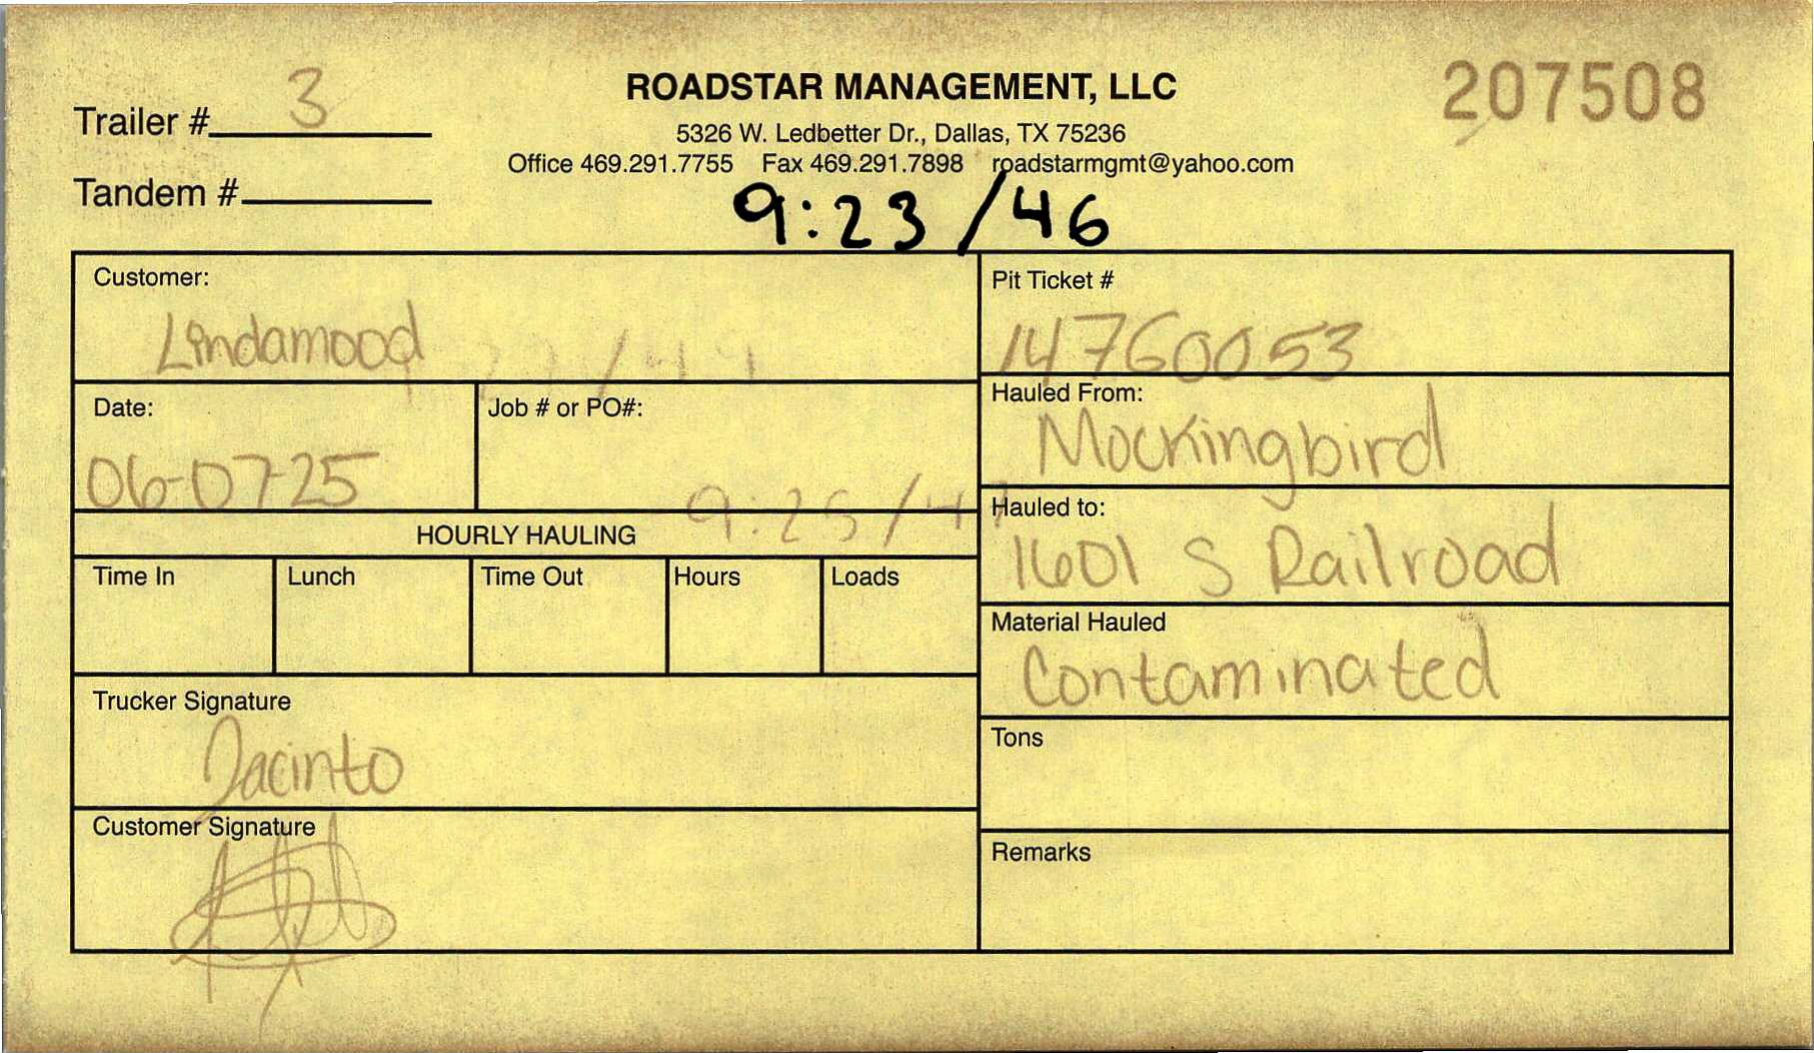 Trailer # 3
Tandem #
ROADSTAR MANAGEMENT, LLC
5326 W. Ledbetter Dr., Dallas, TX 75236
Office 469.291.7755 Fax 469.291.7898 roadstarmgmt@yahoo.com
207508
9:23/46
Customer:
Lindamood
Pit Ticket #
14760053
Date:
06-07-25
Job # or PO#:
Hauled From:
Mockingbird
Hauled to:
1601 S Railroad
HOURLY HAULING
9:25/47
Time In Lunch Time Out Hours Loads
Material Hauled
Contaminated
Trucker Signature
Jacinto
Tons
Customer Signature
Remarks